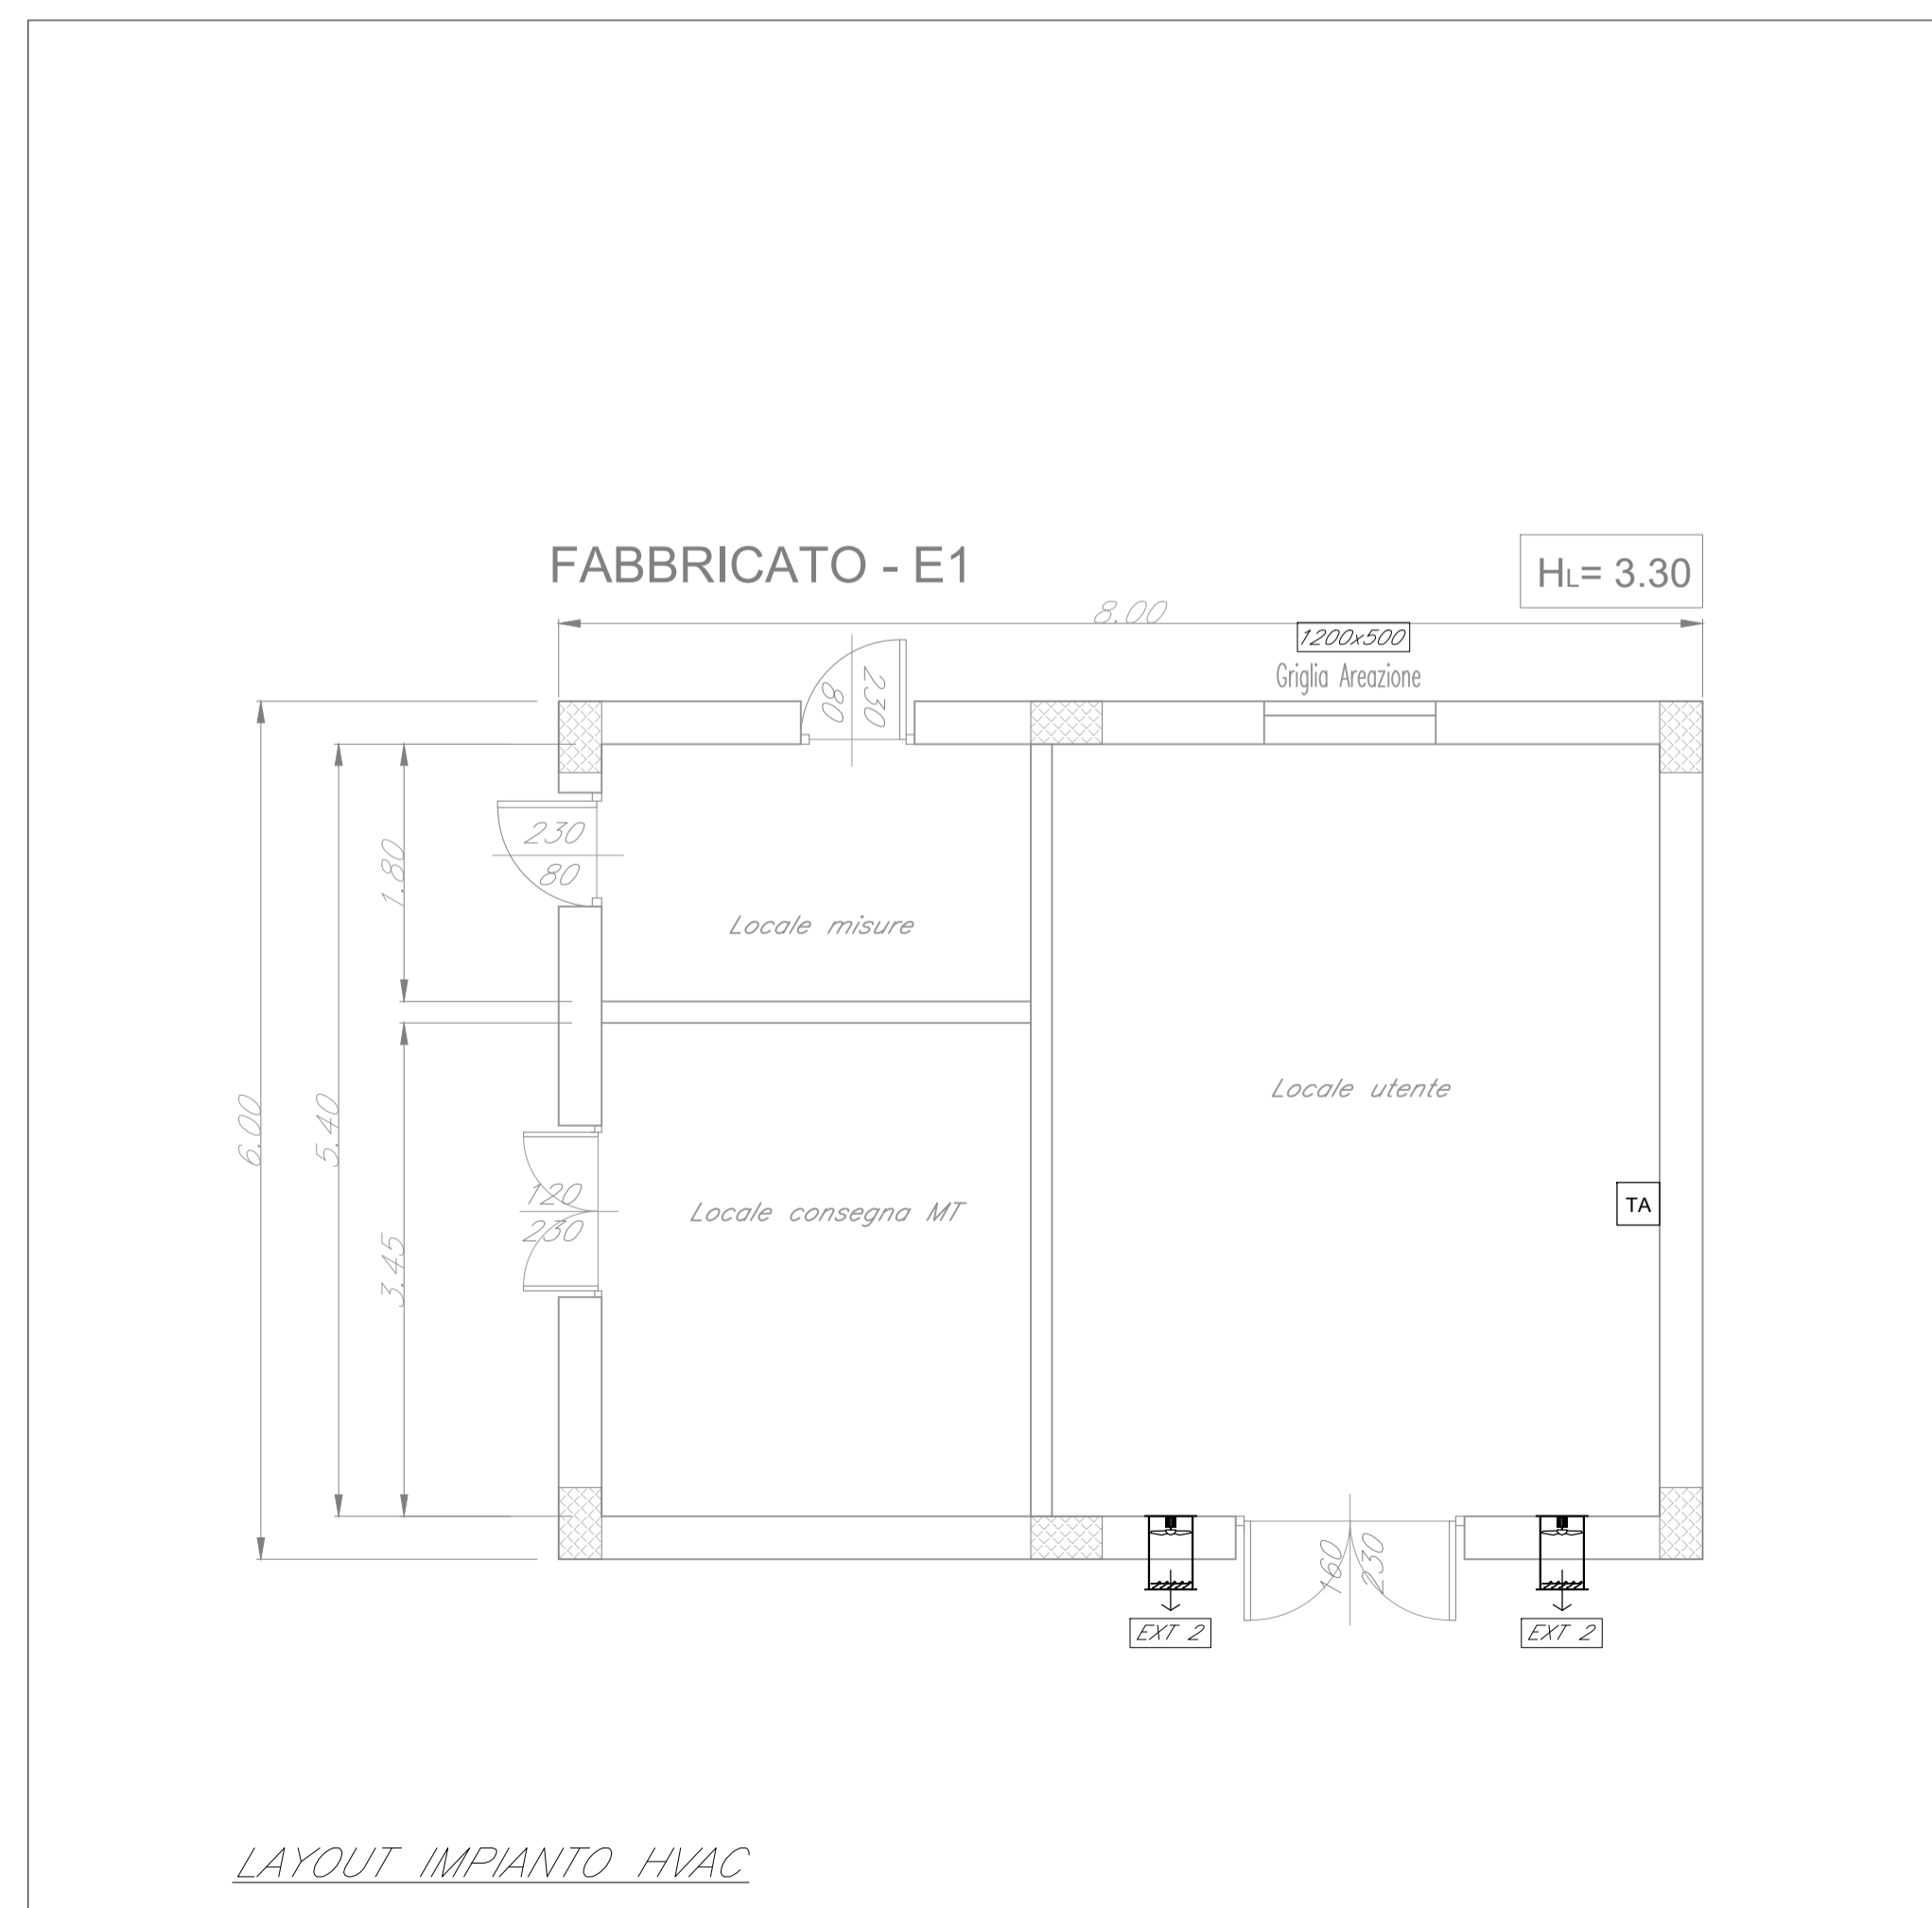 FABBRICATO - E1
HL= 3.30
8.00
1200x500
Griglia Areazione
80
230
230
80
1.80
Locale misure
6.00
5.40
Locale utente
120
230
Locale consegna MT
TA
3.45
160
230
EXT 2
EXT 2
LAYOUT IMPIANTO HVAC